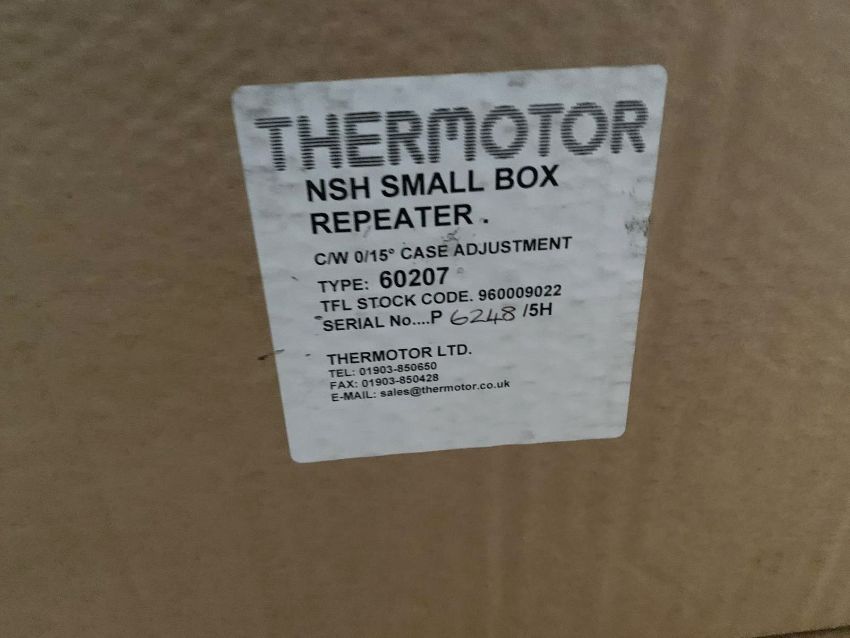 THERMOTOR
NSH SMALL BOX
REPEATER .
C/W 0/15° CASE ADJUSTMENT
TYPE: 60207
TFL STOCK CODE. 960009022
SERIAL No....P 6248 /5H
THERMOTOR LTD.
TEL: 01903-850650
FAX: 01903-850428
E-MAIL: sales@thermotor.co.uk